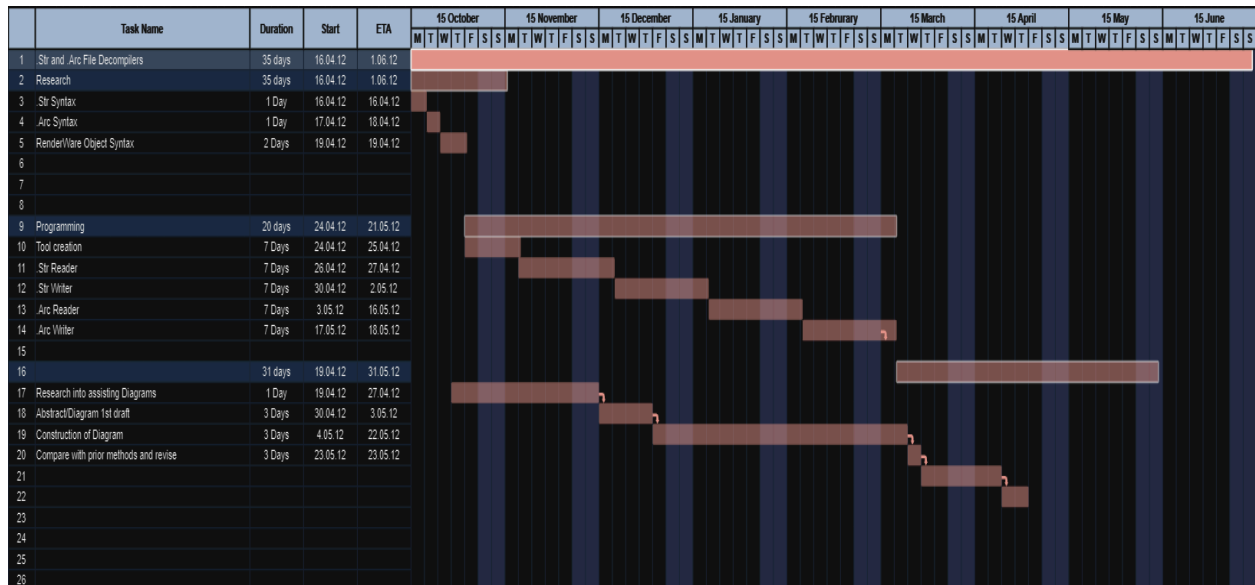 Task Name Duration Start ETA 15 October 15 November 15 December 15 January 15 Februrary 15 March 15 April 15 May 15 June
M T W T F S S M T W T F S S M T W T F S S M T W T F S S M T W T F S S M T W T F S S M T W T F S S M T W T F S S M T W T F S S
1 .Str and .Arc File Decompilers 35 days 16.04.12 1.06.12
2 Research 35 days 16.04.12 1.06.12
3 .Str Syntax 1 Day 16.04.12 16.04.12
4 .Arc Syntax 1 Day 17.04.12 18.04.12
5 RenderWare Object Syntax 2 Days 19.04.12 19.04.12
6
7
8
9 Programming 20 days 24.04.12 21.05.12
10 Tool creation 7 Days 24.04.12 25.04.12
11 .Str Reader 7 Days 26.04.12 27.04.12
12 .Str Writer 7 Days 30.04.12 2.05.12
13 .Arc Reader 7 Days 3.05.12 16.05.12
14 .Arc Writer 7 Days 17.05.12 18.05.12
15
16 31 days 19.04.12 31.05.12
17 Research into assisting Diagrams 1 Day 19.04.12 27.04.12
18 Abstract/Diagram 1st draft 3 Days 30.04.12 3.05.12
19 Construction of Diagram 3 Days 4.05.12 22.05.12
20 Compare with prior methods and revise 3 Days 23.05.12 23.05.12
21
22
23
24
25
26